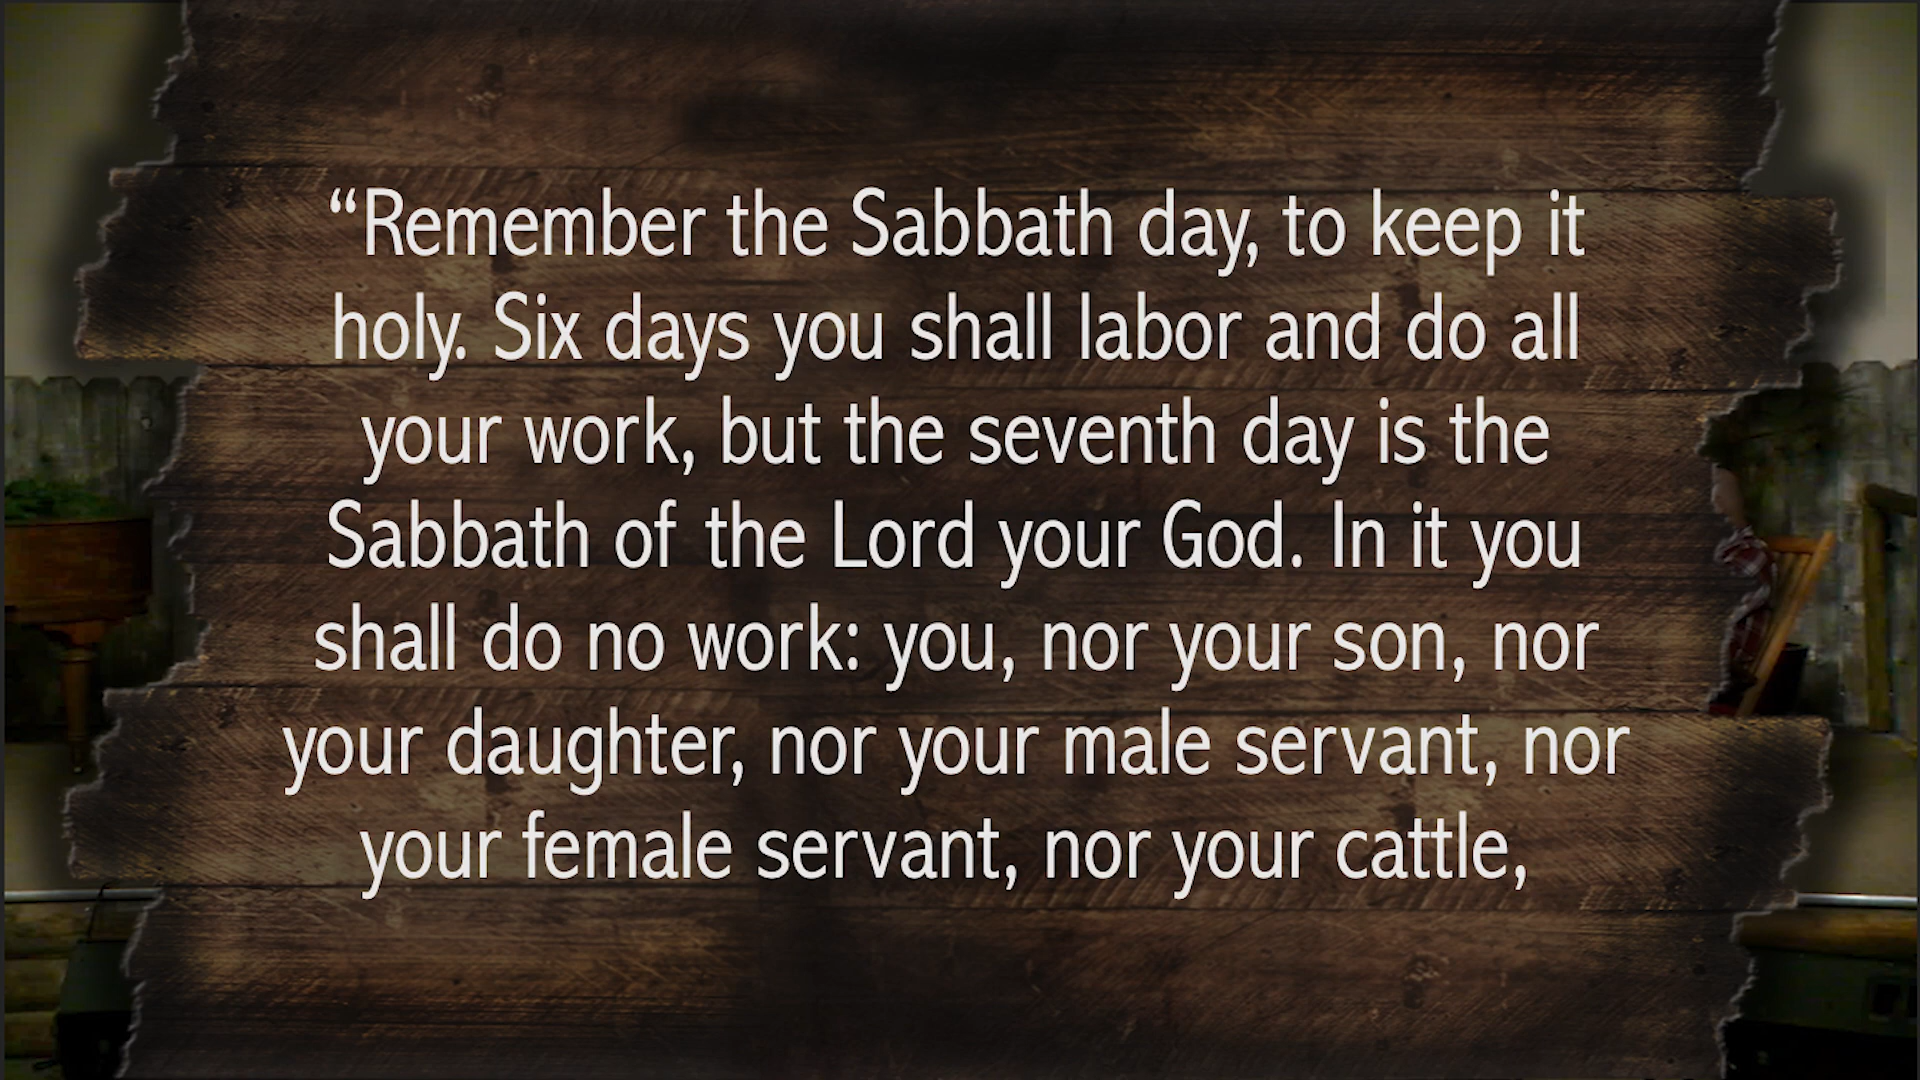 “Remember the Sabbath day, to keep it
holy. Six days you shall labor and do all
your work, but the seventh day is the
Sabbath of the Lord your God. In it you
shall do no work: you, nor your son, nor
your daughter, nor your male servant, nor
your female servant, nor your cattle,